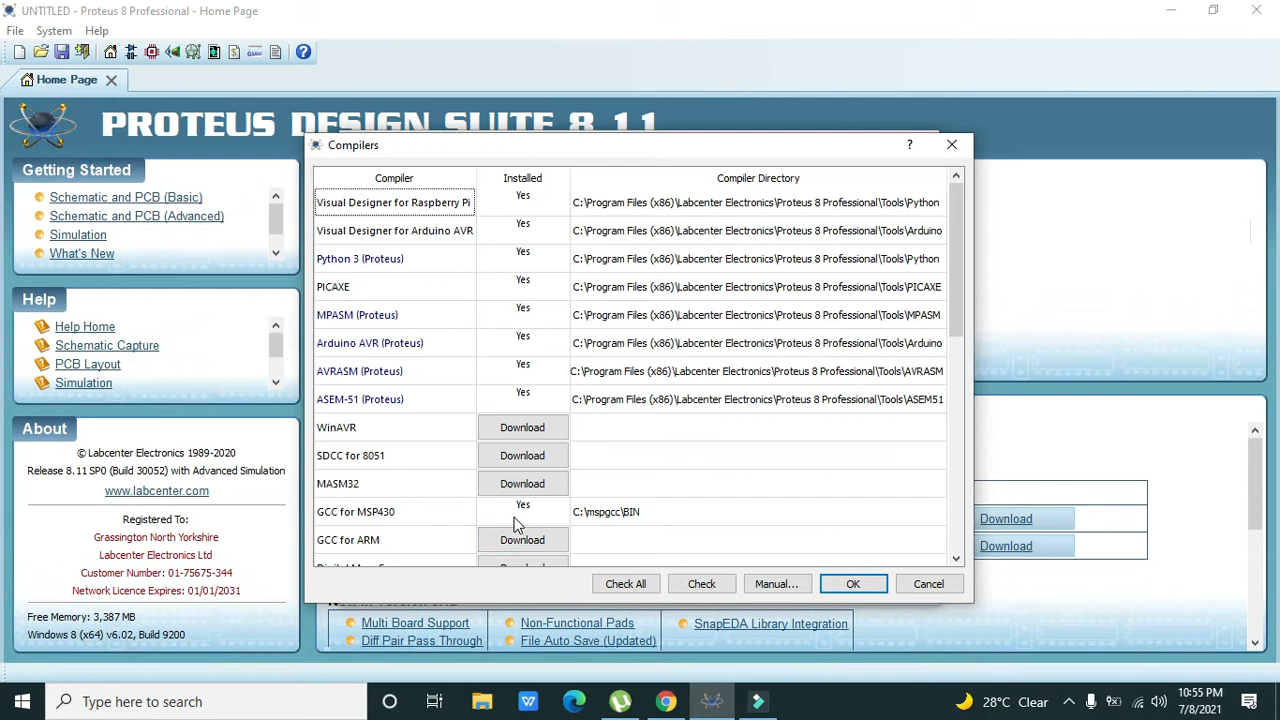 UNTITLED - Proteus 8 Professional - Home Page
File System Help
Home Page
PROTEUS DESIGN SUITE 8.11
Getting Started
Schematic and PCB (Basic)
Schematic and PCB (Advanced)
Simulation
What's New
Help
Help Home
Schematic Capture
PCB Layout
Simulation
About
© Labcenter Electronics 1989-2020
Release 8.11 SP0 (Build 30052) with Advanced Simulation
www.labcenter.com
Registered To:
Grassington North Yorkshire
Labcenter Electronics Ltd
Customer Number: 01-75675-344
Network Licence Expires: 01/01/2031
Free Memory: 3,387 MB
Windows 8 (x64) v6.02, Build 9200
Compilers
Compiler Installed Compiler Directory
Visual Designer for Raspberry Pi Yes C:\Program Files (x86)\Labcenter Electronics\Proteus 8 Professional\Tools\Python
Visual Designer for Arduino AVR Yes C:\Program Files (x86)\Labcenter Electronics\Proteus 8 Professional\Tools\Arduino
Python 3 (Proteus) Yes C:\Program Files (x86)\Labcenter Electronics\Proteus 8 Professional\Tools\Python
PICAXE Yes C:\Program Files (x86)\Labcenter Electronics\Proteus 8 Professional\Tools\PICAXE
MPASM (Proteus) Yes C:\Program Files (x86)\Labcenter Electronics\Proteus 8 Professional\Tools\MPASM
Arduino AVR (Proteus) Yes C:\Program Files (x86)\Labcenter Electronics\Proteus 8 Professional\Tools\Arduino
AVRASM (Proteus) Yes C:\Program Files (x86)\Labcenter Electronics\Proteus 8 Professional\Tools\AVRASM
ASEM-51 (Proteus) Yes C:\Program Files (x86)\Labcenter Electronics\Proteus 8 Professional\Tools\ASEM51
WinAVR Download
SDCC for 8051 Download
MASM32 Download
GCC for MSP430 Yes C:\mspgcc\BIN
GCC for ARM Download
Check All Check Manual... OK Cancel
Download
Download
Multi Board Support Non-Functional Pads SnapEDA Library Integration
Diff Pair Pass Through File Auto Save (Updated)
Type here to search
28°C Clear
10:55 PM
7/8/2021